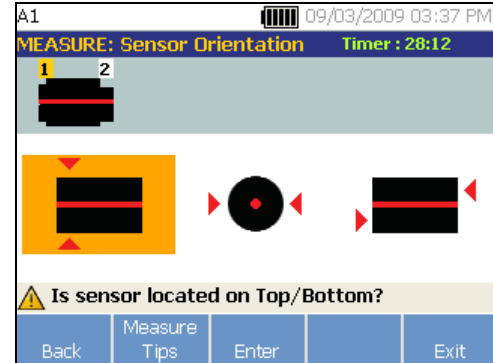 A1 09/03/2009 03:37 PM
MEASURE: Sensor Orientation Timer : 28:12
1 2
Is sensor located on Top/Bottom?
Back Measure Tips Enter Exit